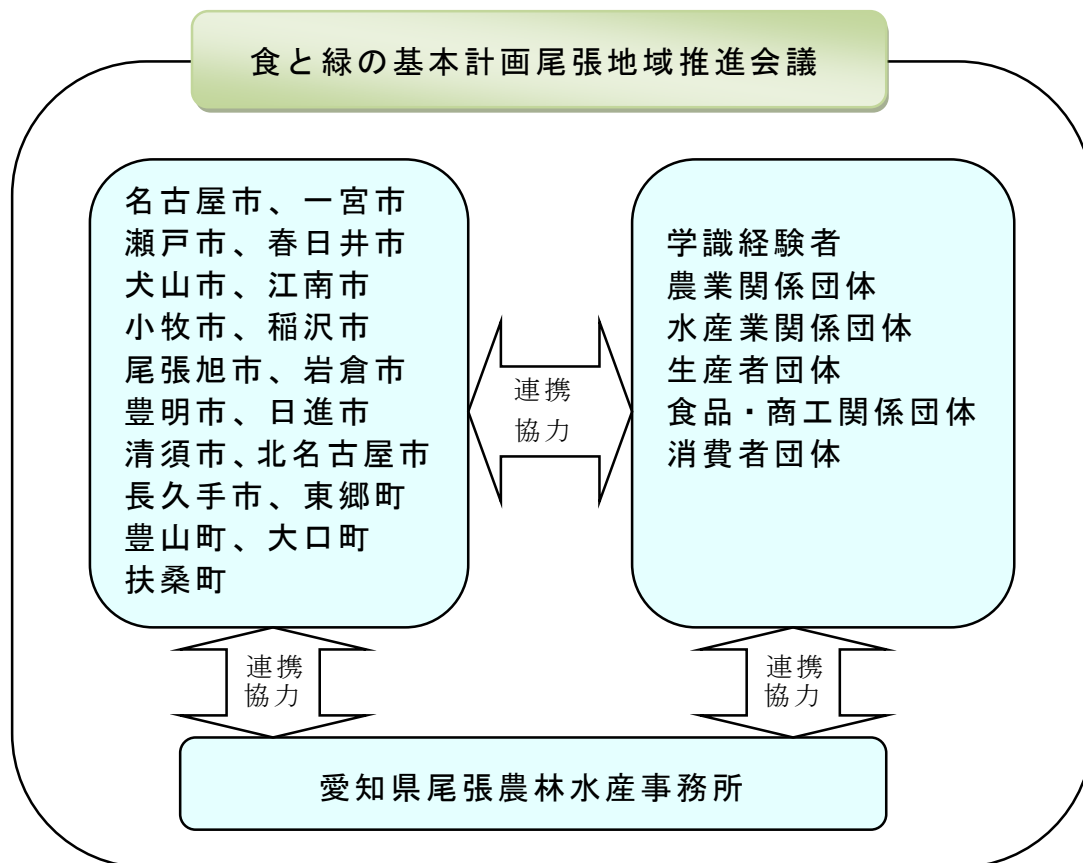 食と緑の基本計画尾張地域推進会議
名古屋市、一宮市
瀬戸市、春日井市
犬山市、江南市
小牧市、稲沢市
尾張旭市、岩倉市
豊明市、日進市
清須市、北名古屋市
長久手市、東郷町
豊山町、大口町
扶桑町
連携
協力
学識経験者
農業関係団体
水産業関係団体
生産者団体
食品・商工関係団体
消費者団体
連携
協力
連携
協力
愛知県尾張農林水産事務所